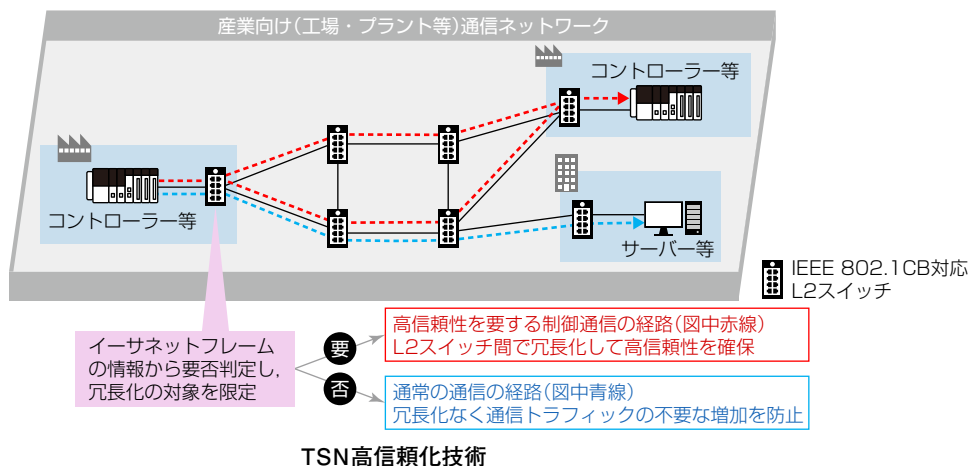 産業向け(工場・プラント等)通信ネットワーク
コントローラー等
コントローラー等
サーバー等
IEEE 802.1CB対応
L2スイッチ
イーサネットフレーム
の情報から要否判定し,
冗長化の対象を限定
要
高信頼性を要する制御通信の経路(図中赤線)
L2スイッチ間で冗長化して高信頼性を確保
否
通常の通信の経路(図中青線)
冗長化なく通信トラフィックの不要な増加を防止
TSN高信頼化技術